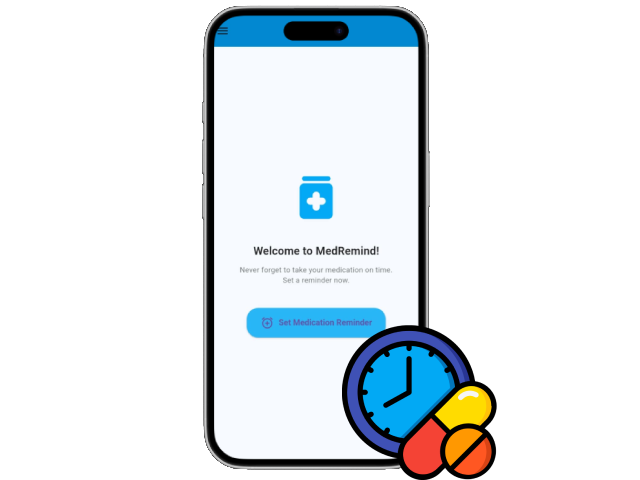 Welcome to MedRemind!
Never forget to take your medication on time.
Set a reminder now.
Set Medication Reminder